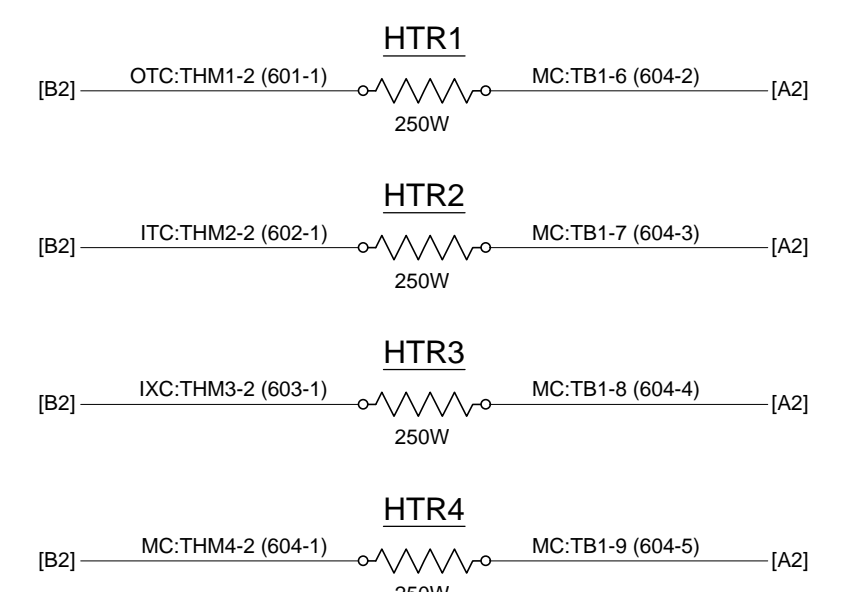 HTR1
[B2] OTC:THM1-2 (601-1) MC:TB1-6 (604-2) [A2]
250W
HTR2
[B2] ITC:THM2-2 (602-1) MC:TB1-7 (604-3) [A2]
250W
HTR3
[B2] IXC:THM3-2 (603-1) MC:TB1-8 (604-4) [A2]
250W
HTR4
[B2] MC:THM4-2 (604-1) MC:TB1-9 (604-5) [A2]
250W